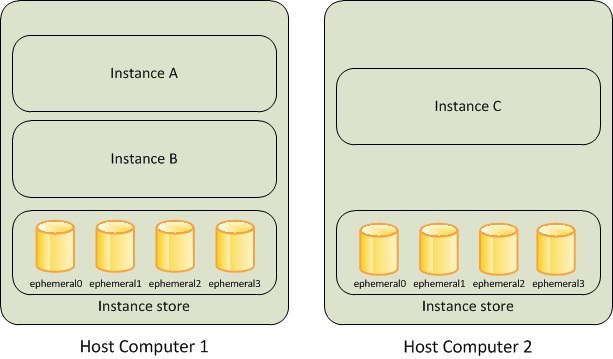 Instance A
Instance B
ephemeral0 ephemeral1 ephemeral2 ephemeral3
Instance store
Host Computer 1
Instance C
ephemeral0 ephemeral1 ephemeral2 ephemeral3
Instance store
Host Computer 2